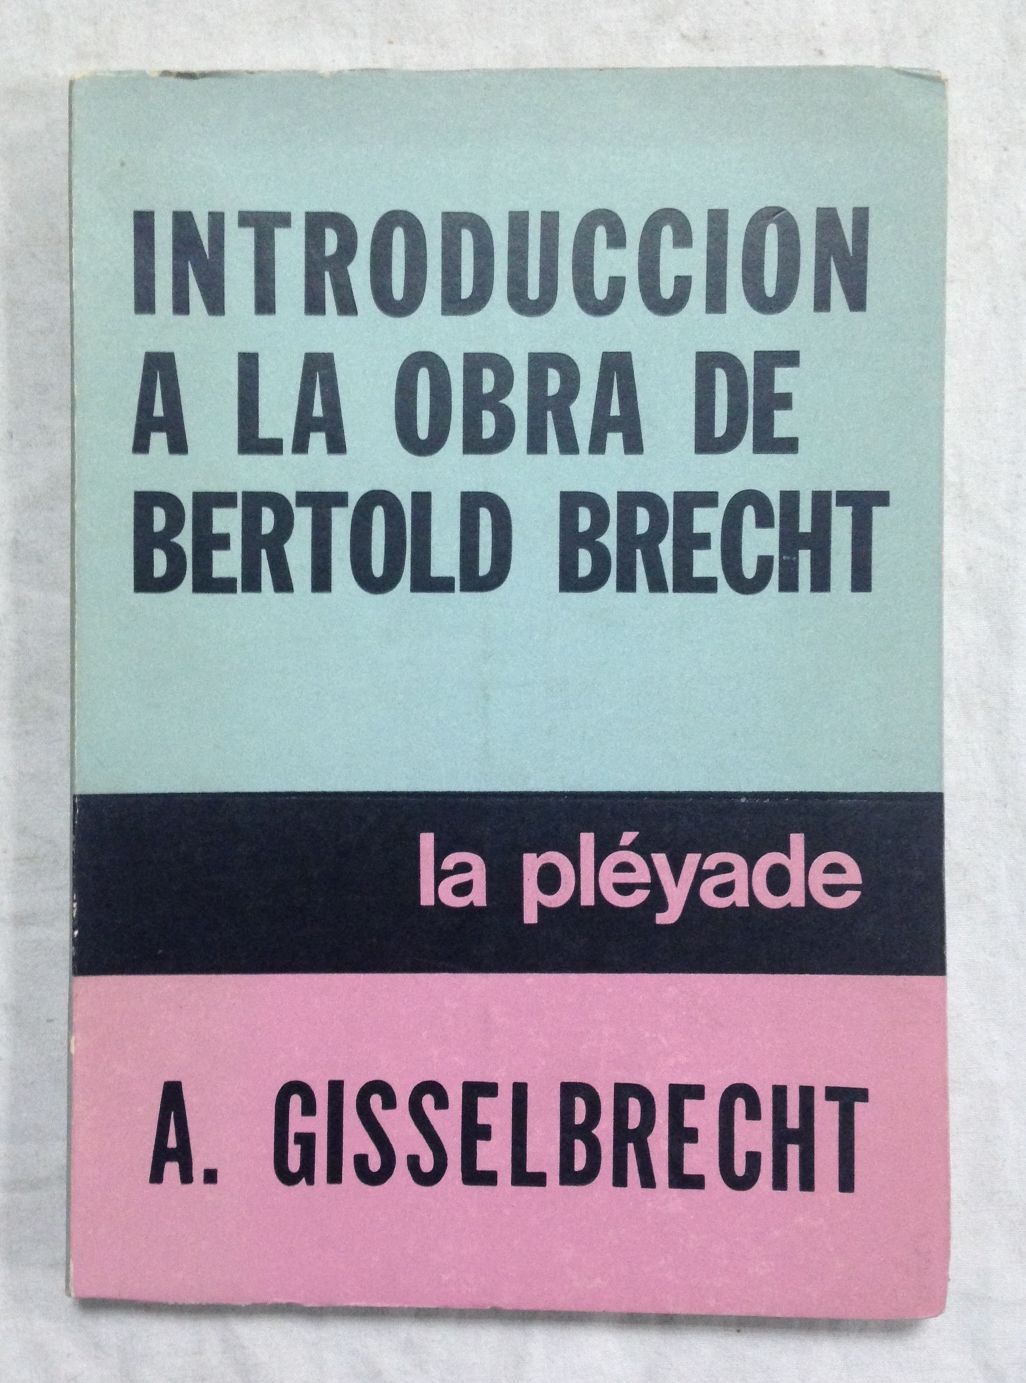 INTRODUCCION
A LA OBRA DE
BERTOLD BRECHT
la pléyade
A. GISSELBRECHT